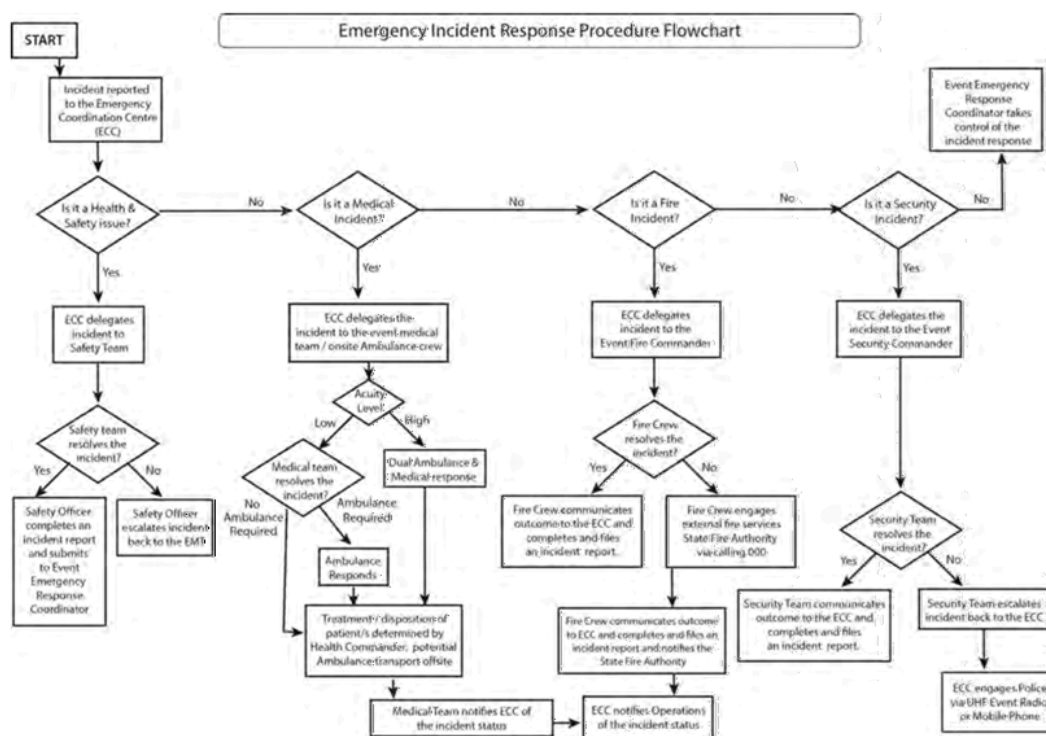 Emergency Incident Response Procedure Flowchart
START
Incident reported
to the Emergency
Coordination Centre
(ECC)
Event Emergency
Response
Coordinator takes
control of the
incident response
Is it a Health &
Safety issue?
No
Is it a Medical
Incident?
No
Is it a Fire
Incident?
No
Is it a Security
Incident?
No
Yes
Yes
Yes
Yes
ECC delegates
incident to
Safety Team
ECC delegates the
incident to the event medical
team / onsite Ambulance crew
ECC delegates
incident to the
Event Fire Commander
ECC delegates the
incident to the Event
Security Commander
Acuity
Level
Low
High
Safety team
resolves the
incident?
Yes
No
Medical team
resolves the
incident?
Dual Ambulance &
Medical response
Fire Crew
resolves the
incident?
Yes
No
No
Ambulance
Required
Ambulance
Required
Safety Officer
completes an
incident report
and submits
to Event
Emergency
Response
Coordinator
Safety Officer
escalates incident
back to the EMT
Fire Crew communicates
outcome to the ECC and
completes and files
an incident report.
Fire Crew engages
external fire services
State Fire Authority
via calling 000
Security Team
resolves the
incident?
Yes
No
Ambulance
Responds
Treatment / disposition of
patient/s determined by
Health Commander, potential
Ambulance transport offsite
Fire Crew communicates outcome
to ECC and completes and files an
incident report and notifies the
State Fire Authority
Security Team communicates
outcome to the ECC and
completes and files
an incident report.
Security Team escalates
incident back to the ECC
Medical Team notifies ECC of
the incident status
ECC notifies Operations
of the incident status
ECC engages Police
via UHF Event Radio
or Mobile Phone